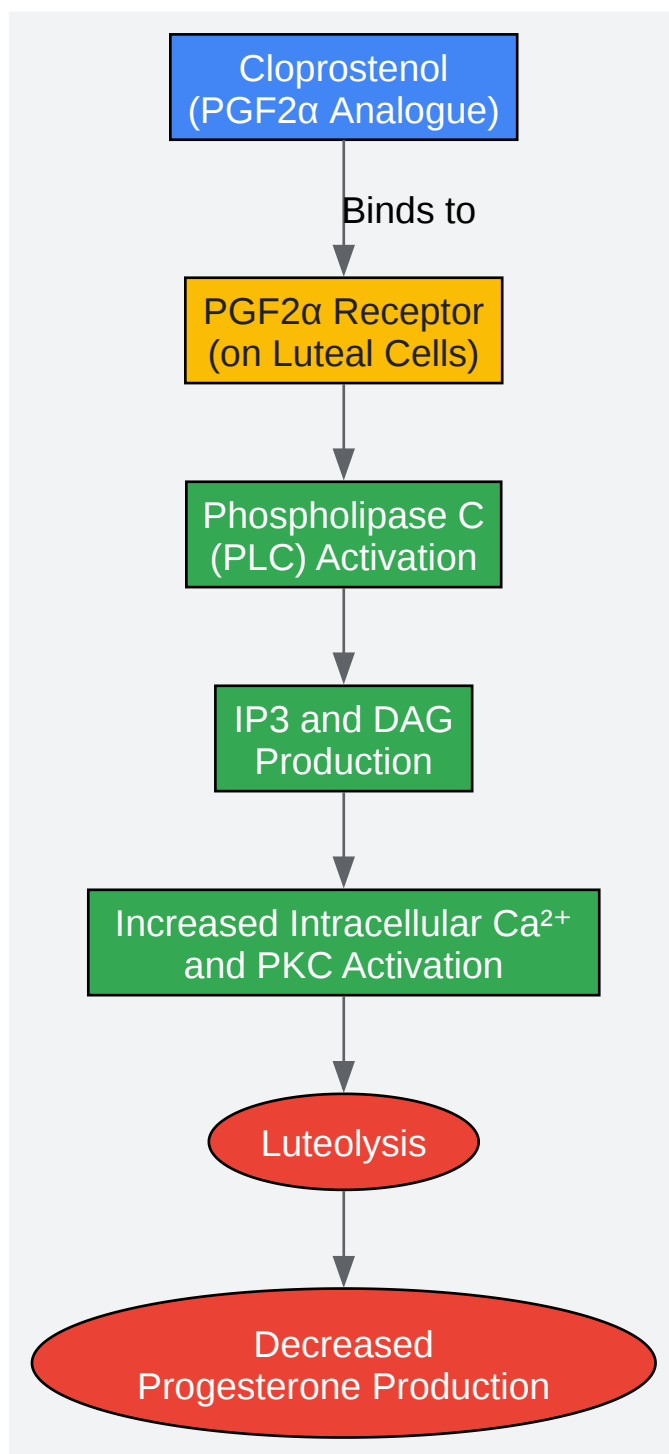 Cloprostenol
(PGF2α Analogue)
Binds to
PGF2α Receptor
(on Luteal Cells)
Phospholipase C
(PLC) Activation
IP3 and DAG
Production
Increased Intracellular Ca²⁺
and PKC Activation
Luteolysis
Decreased
Progesterone Production